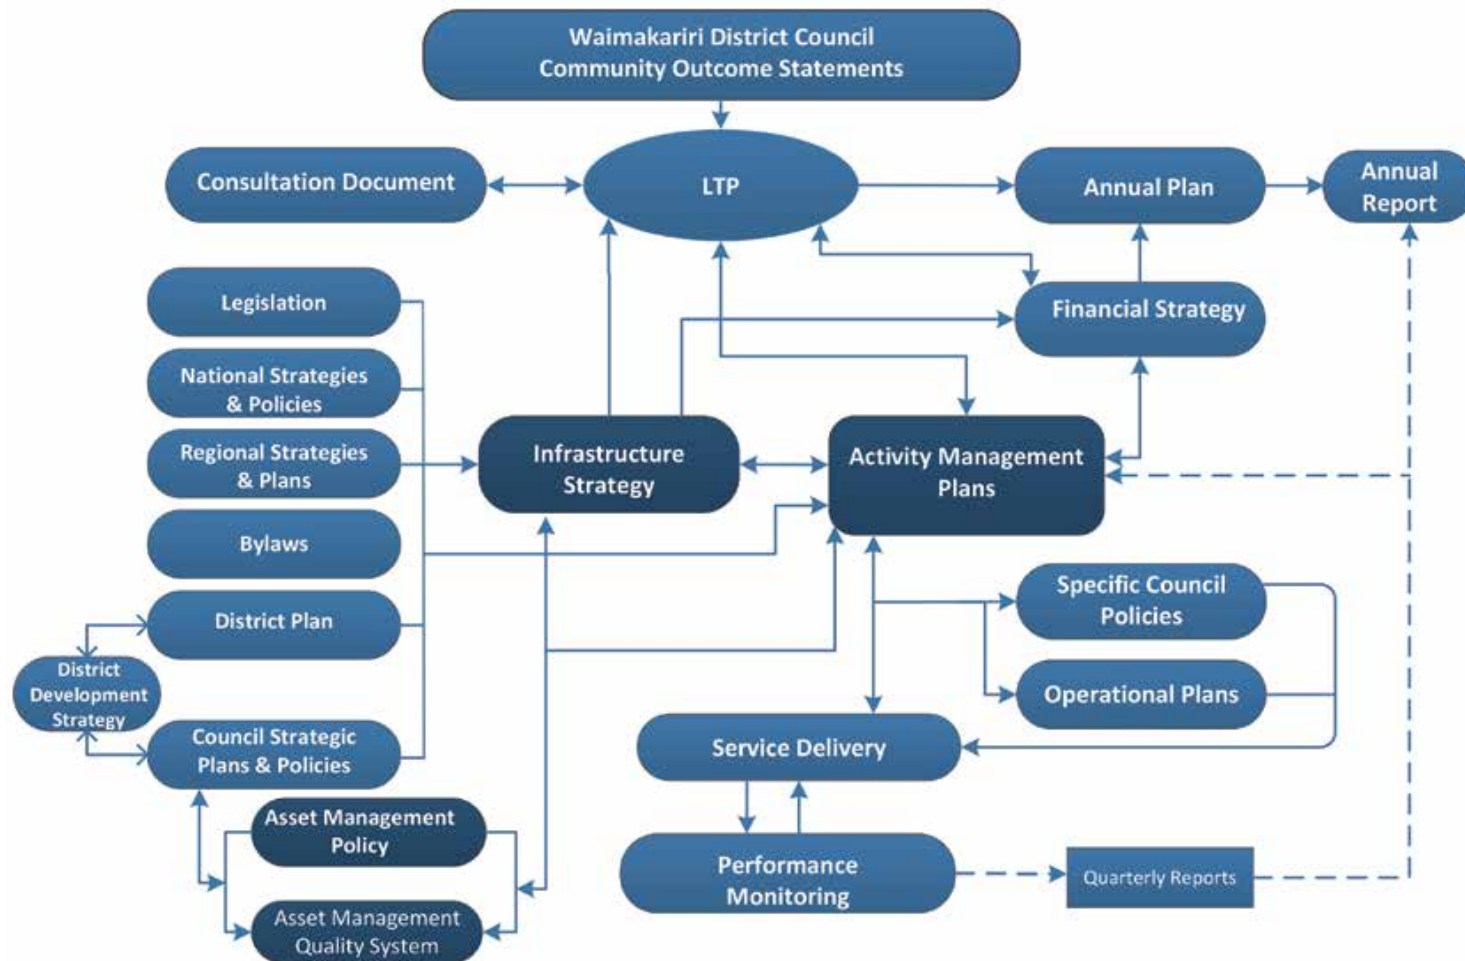 Waimakariri District Council
Community Outcome Statements
Consultation Document
LTP
Annual Plan
Annual
Report
Legislation
Financial Strategy
National Strategies
& Policies
Regional Strategies
& Plans
Infrastructure
Strategy
Activity Management
Plans
Bylaws
Specific Council
Policies
District Plan
District
Development
Strategy
Operational Plans
Council Strategic
Plans & Policies
Service Delivery
Asset Management
Policy
Performance
Monitoring
Quarterly Reports
Asset Management
Quality System